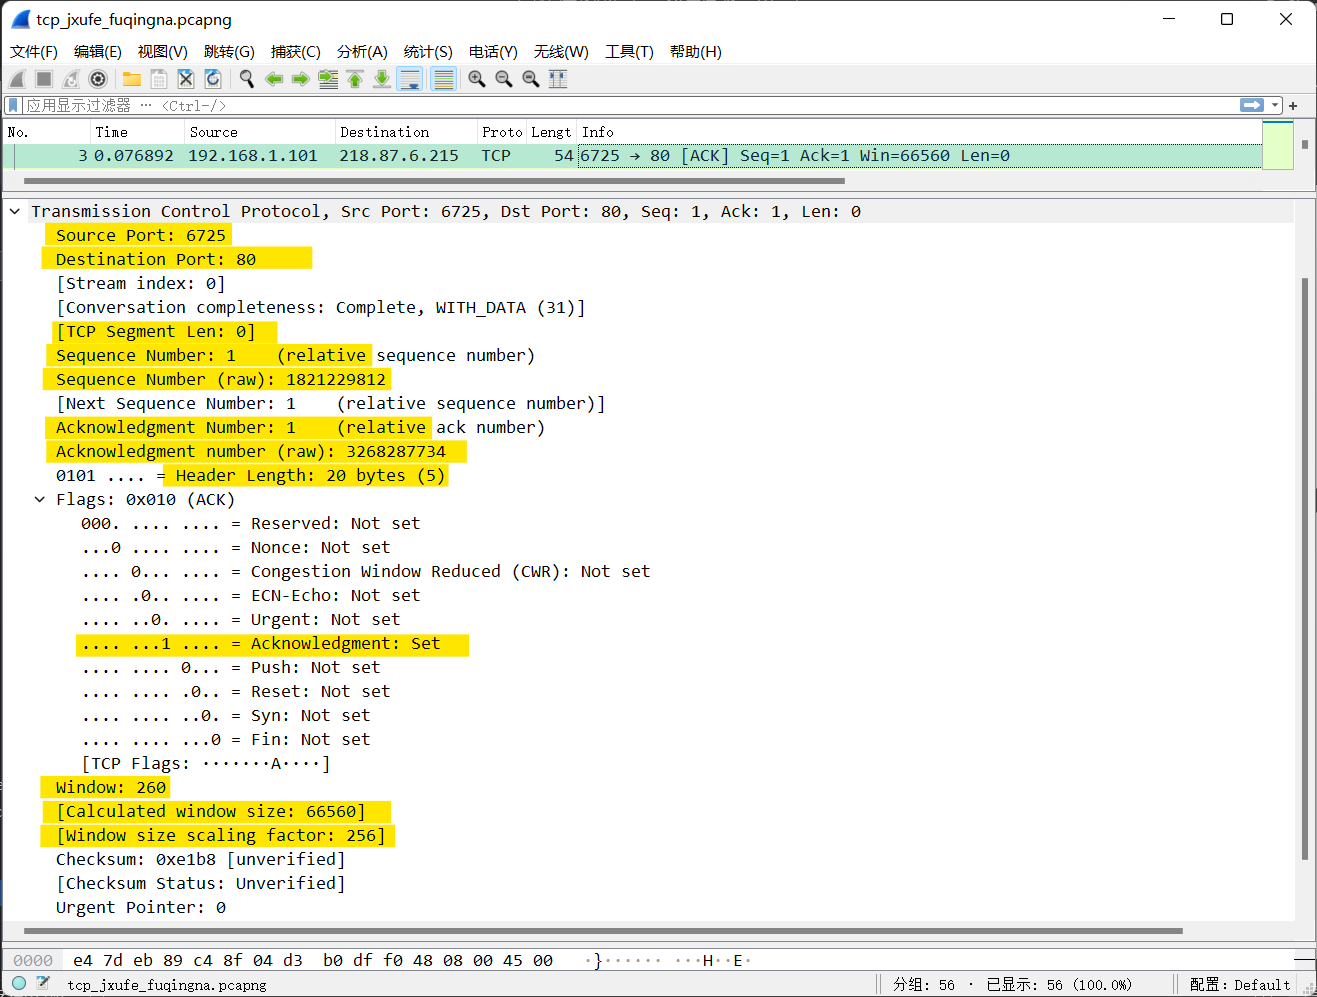 tcp_jxufe_fuqingna.pcapng
文件(F) 编辑(E) 视图(V) 跳转(G) 捕获(C) 分析(A) 统计(S) 电话(Y) 无线(W) 工具(T) 帮助(H)
应用显示过滤器 … <Ctrl-/>
No. Time Source Destination Proto Lengt Info
3 0.076892 192.168.1.101 218.87.6.215 TCP 54 6725 → 80 [ACK] Seq=1 Ack=1 Win=66560 Len=0
Transmission Control Protocol, Src Port: 6725, Dst Port: 80, Seq: 1, Ack: 1, Len: 0
Source Port: 6725
Destination Port: 80
[Stream index: 0]
[Conversation completeness: Complete, WITH_DATA (31)]
[TCP Segment Len: 0]
Sequence Number: 1    (relative sequence number)
Sequence Number (raw): 1821229812
[Next Sequence Number: 1    (relative sequence number)]
Acknowledgment Number: 1    (relative ack number)
Acknowledgment number (raw): 3268287734
0101 .... = Header Length: 20 bytes (5)
Flags: 0x010 (ACK)
000. .... .... = Reserved: Not set
...0 .... .... = Nonce: Not set
.... 0... .... = Congestion Window Reduced (CWR): Not set
.... .0.. .... = ECN-Echo: Not set
.... ..0. .... = Urgent: Not set
.... ...1 .... = Acknowledgment: Set
.... .... 0... = Push: Not set
.... .... .0.. = Reset: Not set
.... .... ..0. = Syn: Not set
.... .... ...0 = Fin: Not set
[TCP Flags: ·······A····]
Window: 260
[Calculated window size: 66560]
[Window size scaling factor: 256]
Checksum: 0xe1b8 [unverified]
[Checksum Status: Unverified]
Urgent Pointer: 0
0000 e4 7d eb 89 c4 8f 04 d3 b0 df f0 48 08 00 45 00 ·}······ ···H··E·
tcp_jxufe_fuqingna.pcapng 分组: 56 · 已显示: 56 (100.0%) 配置: Default